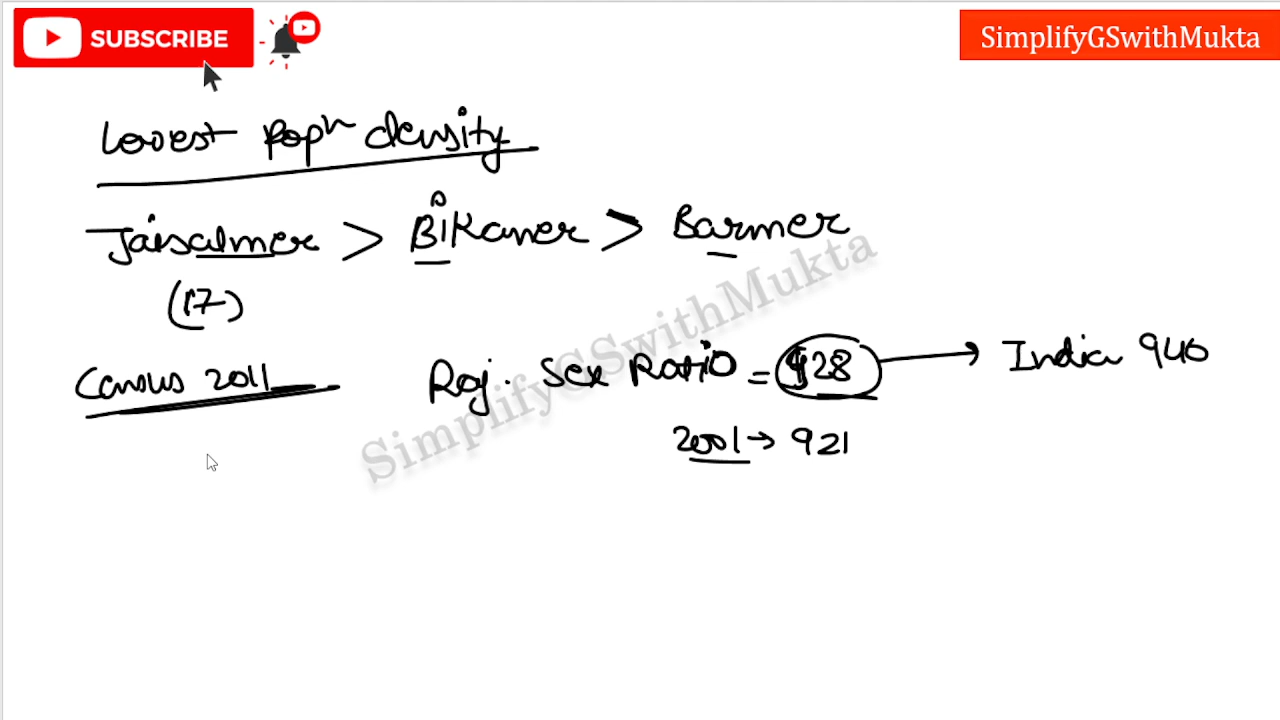 SUBSCRIBE
SimplifyGSwithMukta
Lowest Popn density
Jaisalmer > Bikaner > Barmer
(17)
Census 2011
Raj. Sex Ratio = 928 → India 940
2001 → 921
SimplifyGSwithMukta